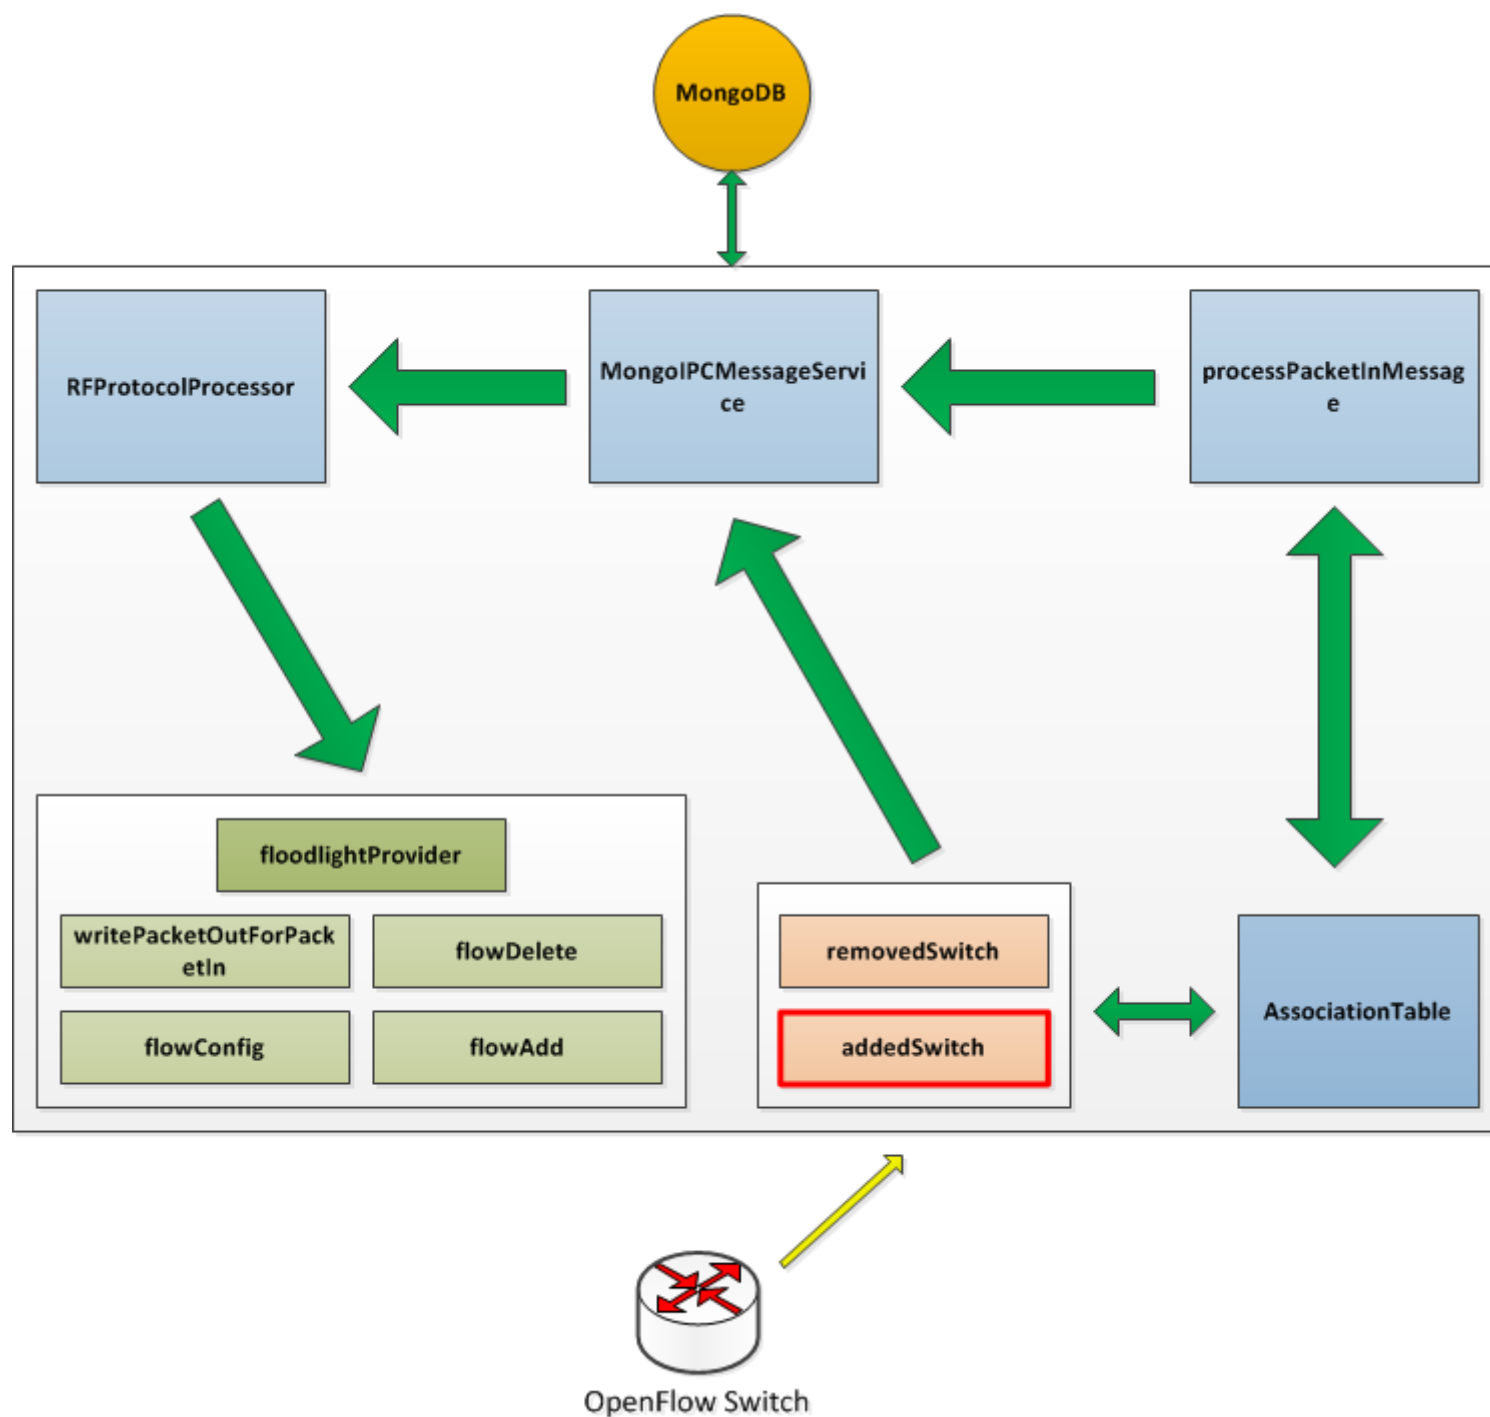 MongoDB
RFProtocolProcessor
MongoIPCMessageServi
ce
processPacketInMessag
e
floodlightProvider
writePacketOutForPack
etIn
flowDelete
flowConfig
flowAdd
removedSwitch
addedSwitch
AssociationTable
OpenFlow Switch